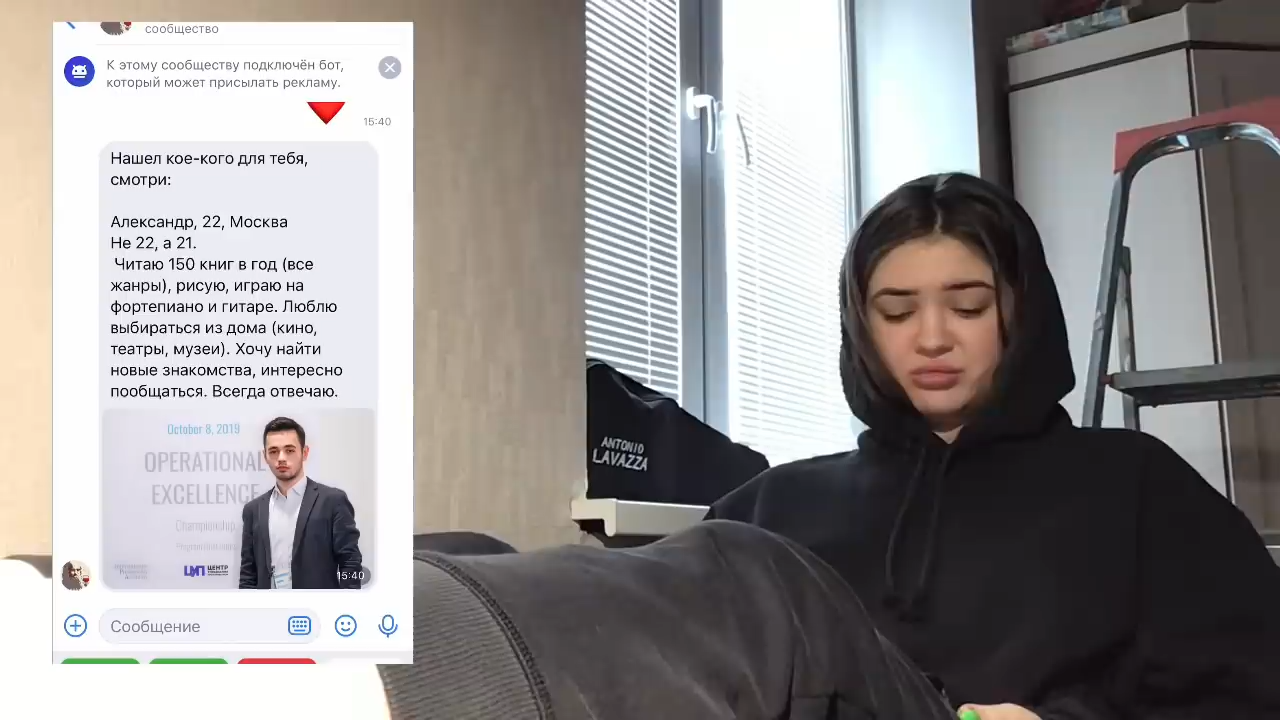 сообщество
К этому сообществу подключён бот,
который может присылать рекламу.
15:40
Нашел кое-кого для тебя,
смотри:
Александр, 22, Москва
Не 22, а 21.
Читаю 150 книг в год (все
жанры), рисую, играю на
фортепиано и гитаре. Люблю
выбираться из дома (кино,
театры, музеи). Хочу найти
новые знакомства, интересно
пообщаться. Всегда отвечаю.
October 8, 2019
OPERATIONAL
EXCELLENCE
Championship
ЦУП ЦЕНТР
15:40
Сообщение
ANTONIO
LAVAZZA